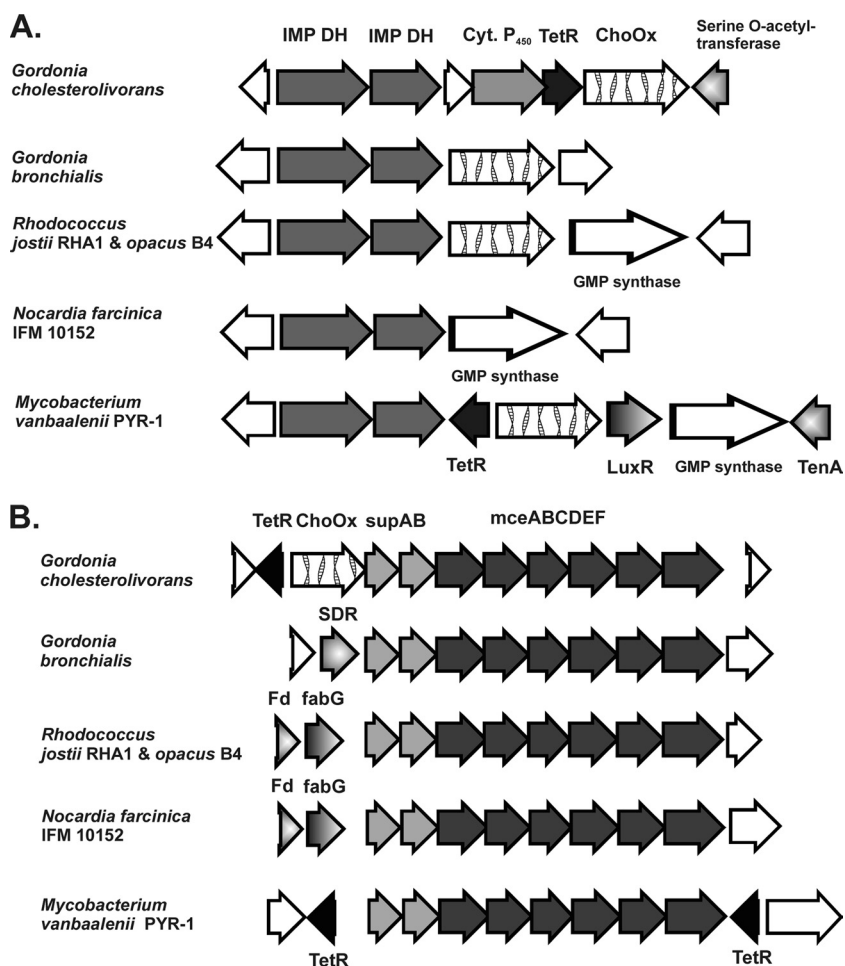 A.
IMP DH IMP DH Cyt. P450 TetR ChoOx Serine O-acetyl-
transferase
Gordonia
cholesterolivorans
Gordonia
bronchialis
Rhodococcus
jostii RHA1 & opacus B4
GMP synthase
Nocardia farcinica
IFM 10152
GMP synthase
Mycobacterium
vanbaalenii PYR-1
TetR LuxR GMP synthase TenA
B.
TetR ChoOx supAB mceABCDEF
Gordonia
cholesterolivorans
SDR
Gordonia
bronchialis
Fd fabG
Rhodococcus
jostii RHA1 & opacus B4
Fd fabG
Nocardia farcinica
IFM 10152
Mycobacterium
vanbaalenii PYR-1
TetR TetR